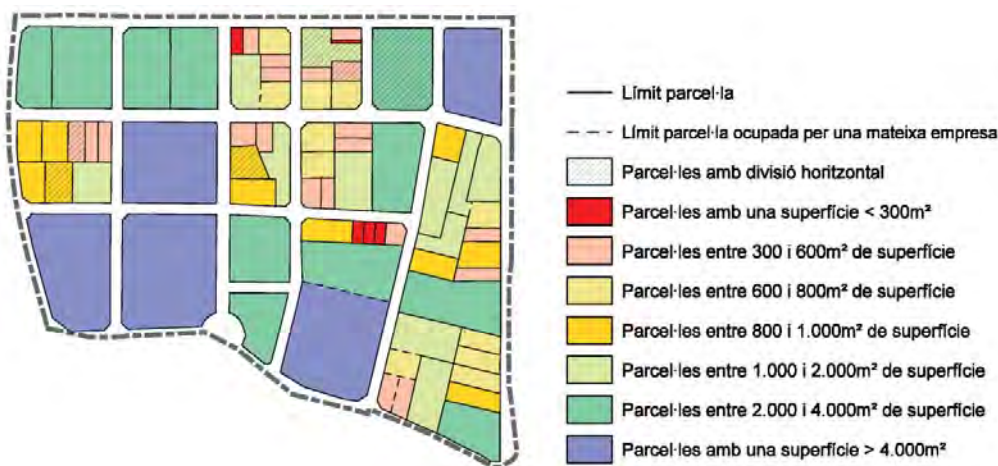 Límit parcel·la
Límit parcel·la ocupada per una mateixa empresa
Parcel·les amb divisió horitzontal
Parcel·les amb una superfície < 300m²
Parcel·les entre 300 i 600m² de superfície
Parcel·les entre 600 i 800m² de superfície
Parcel·les entre 800 i 1.000m² de superfície
Parcel·les entre 1.000 i 2.000m² de superfície
Parcel·les entre 2.000 i 4.000m² de superfície
Parcel·les amb una superfície > 4.000m²